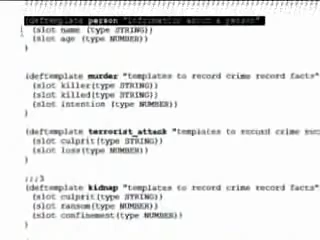 (deftemplate person "information about a person"
(slot name (type STRING))
(slot age (type NUMBER))
)
(deftemplate murder "templates to record crime record facts"
(slot killer(type STRING))
(slot killed(type STRING))
(slot intention (type NUMBER))
)
(deftemplate terrorist_attack "templates to record crime
(slot culprit(type STRING))
(slot loss(type NUMBER))
)
;;;3
(deftemplate kidnap "templates to record crime record facts"
(slot culprit(type STRING))
(slot ransom(type NUMBER))
(slot confinement(type NUMBER))
)